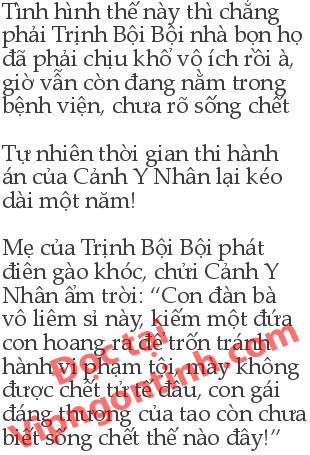 Tình hình thế này thì chẳng
phải Trịnh Bội Bội nhà bọn họ
đã phải chịu khổ vô ích rồi à,
giờ vẫn còn đang nằm trong
bệnh viện, chưa rõ sống chết
Tự nhiên thời gian thi hành
án của Cảnh Y Nhân lại kéo
dài một năm!
Mẹ của Trịnh Bội Bội phát
điên gào khóc, chửi Cảnh Y
Nhân ẩm trời: “Con đàn bà
vô liêm sỉ này, kiếm một đứa
con hoang ra để trốn tránh
hành vi phạm tội, mày không
được chết tử tế đâu, con gái
đáng thương của tao còn chưa
biết sống chết thế nào đây!”
Đọc tại
Vipngontinh.com